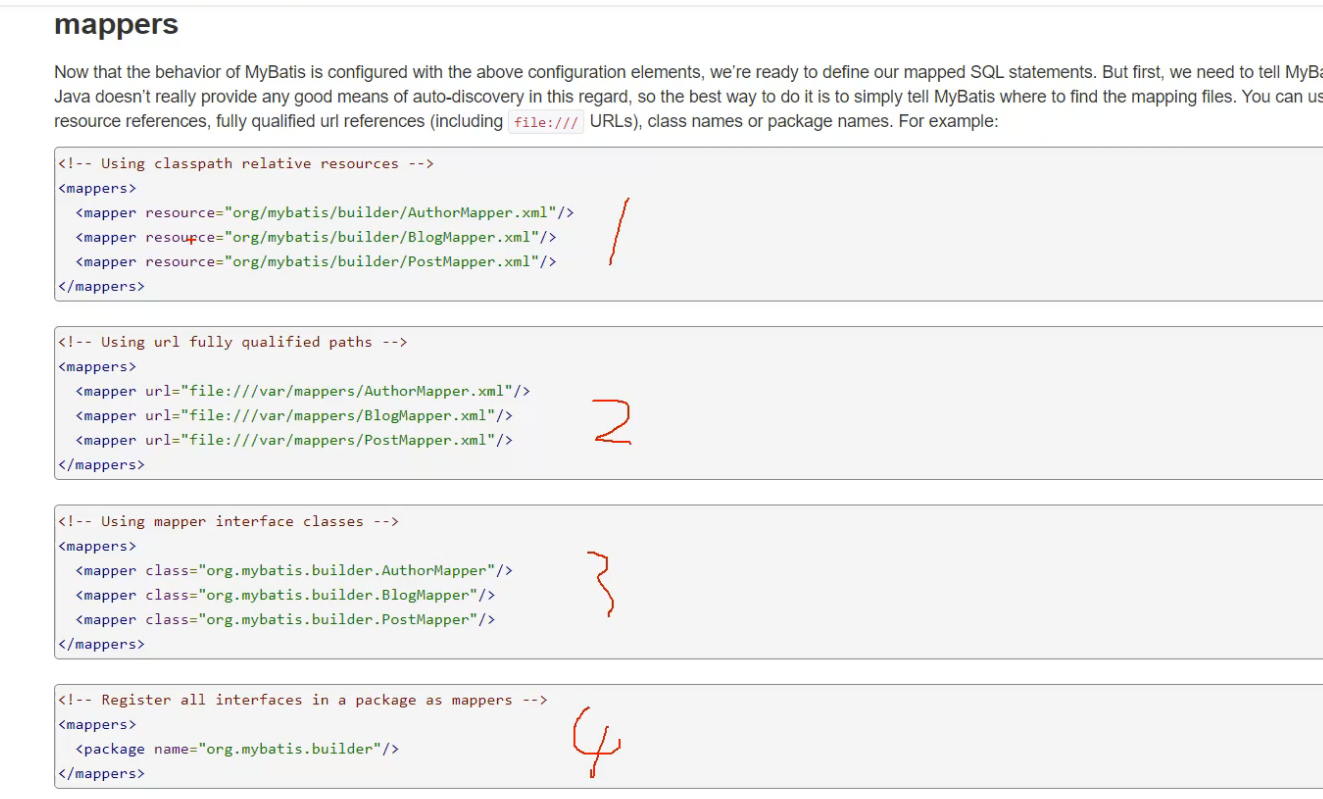 mappers
Now that the behavior of MyBatis is configured with the above configuration elements, we're ready to define our mapped SQL statements. But first, we need to tell
Java doesn't really provide any good means of auto-discovery in this regard, so the best way to do it is to simply tell MyBatis where to find the mapping files. You can
resource references, fully qualified url references (including file:/// URLs), class names or package names. For example:
<!-- Using classpath relative resources -->
<mappers>
  <mapper resource="org/mybatis/builder/AuthorMapper.xml"/>
  <mapper resource="org/mybatis/builder/BlogMapper.xml"/>
  <mapper resource="org/mybatis/builder/PostMapper.xml"/>
</mappers>
1
<!-- Using url fully qualified paths -->
<mappers>
  <mapper url="file:///var/mappers/AuthorMapper.xml"/>
  <mapper url="file:///var/mappers/BlogMapper.xml"/>
  <mapper url="file:///var/mappers/PostMapper.xml"/>
</mappers>
2
<!-- Using mapper interface classes -->
<mappers>
  <mapper class="org.mybatis.builder.AuthorMapper"/>
  <mapper class="org.mybatis.builder.BlogMapper"/>
  <mapper class="org.mybatis.builder.PostMapper"/>
</mappers>
3
<!-- Register all interfaces in a package as mappers -->
<mappers>
  <package name="org.mybatis.builder"/>
</mappers>
4